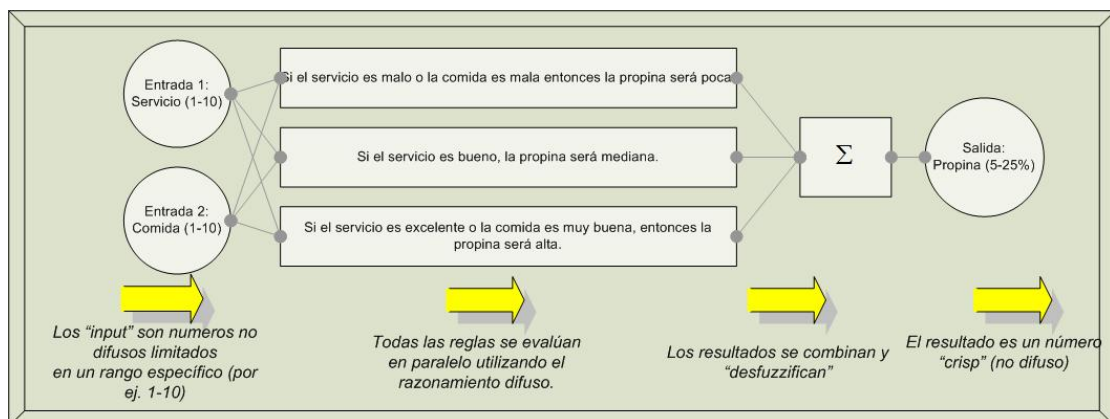 Entrada 1:
Servicio (1-10)
Si el servicio es malo o la comida es mala entonces la propina será poca
Si el servicio es bueno, la propina será mediana.
Σ
Salida:
Propina (5-25%)
Entrada 2:
Comida (1-10)
Si el servicio es excelente o la comida es muy buena, entonces la
propina será alta.
Los “input” son numeros no
difusos limitados
en un rango específico (por
ej. 1-10)
Todas las reglas se evalúan
en paralelo utilizando el
razonamiento difuso.
Los resultados se combinan y
“desfuzzifican”
El resultado es un número
“crisp” (no difuso)